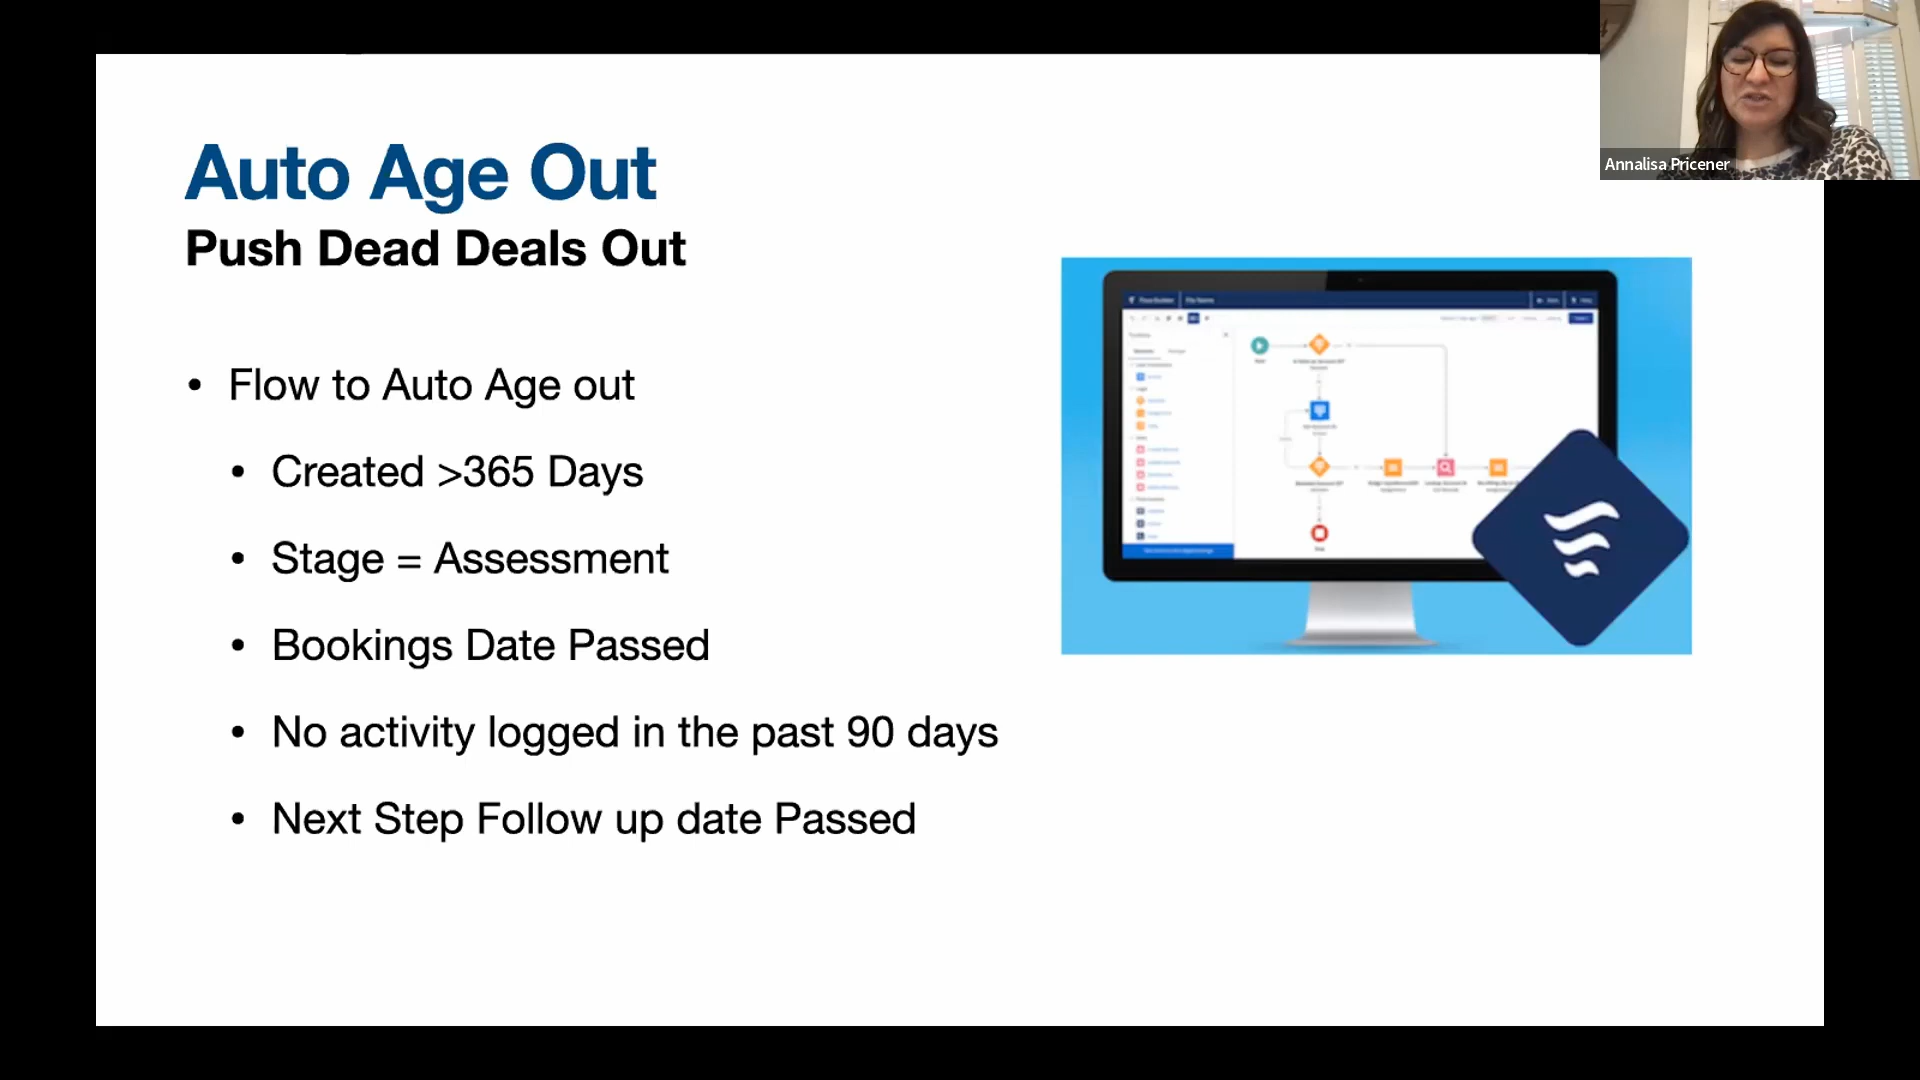 Auto Age Out
Push Dead Deals Out
• Flow to Auto Age out
• Created >365 Days
• Stage = Assessment
• Bookings Date Passed
• No activity logged in the past 90 days
• Next Step Follow up date Passed
Annalisa Pricener